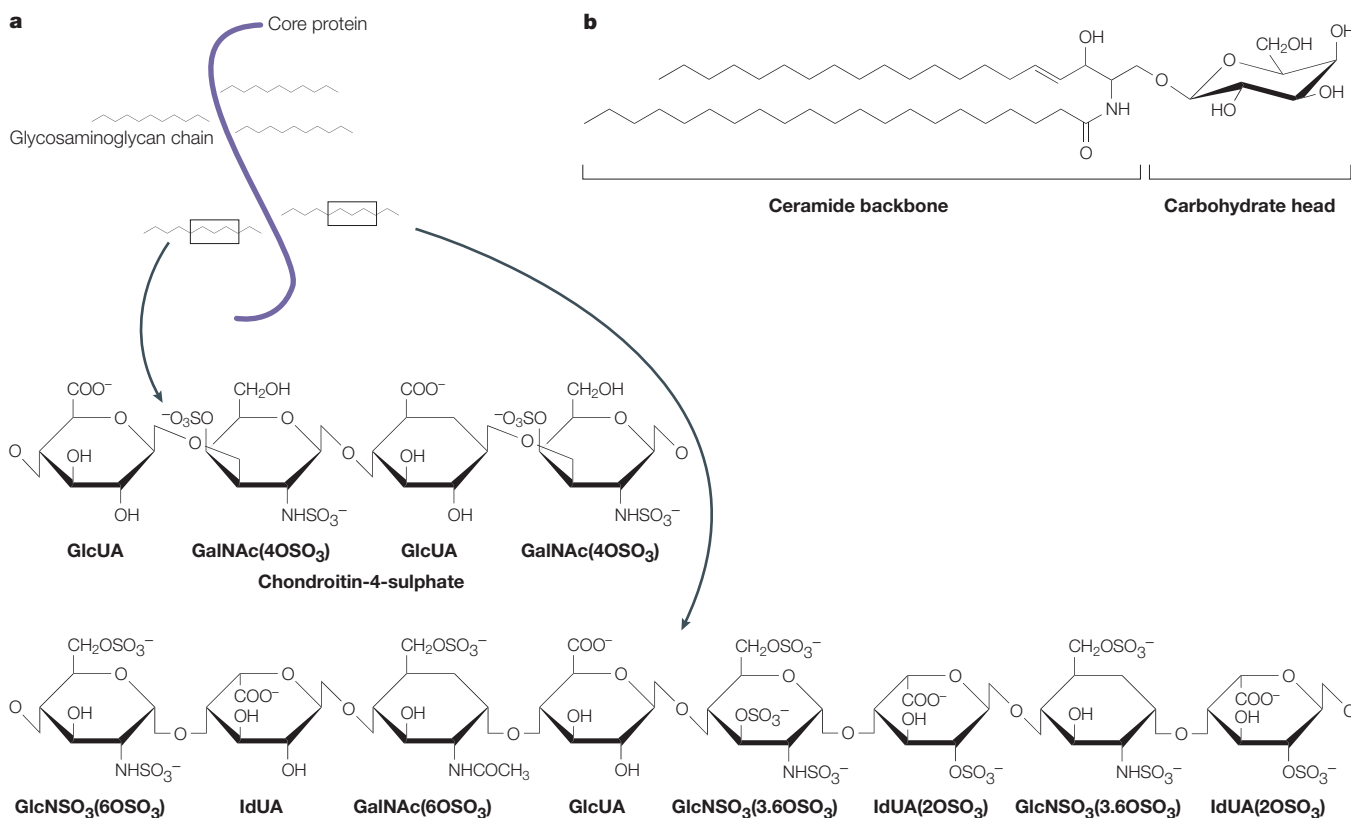 a
Core protein
Glycosaminoglycan chain
b
OH
CH₂OH
OH
O
O
HO
OH
NH
O
Ceramide backbone
Carbohydrate head
COO⁻
O
OH
OH
O
O
⁻O₃SO
CH₂OH
O
NHSO₃⁻
O
COO⁻
OH
OH
O
⁻O₃SO
CH₂OH
O
NHSO₃⁻
O
GlcUA
GalNAc(4OSO₃)
GlcUA
GalNAc(4OSO₃)
Chondroitin-4-sulphate
CH₂OSO₃⁻
O
O
OH
NHSO₃⁻
O
O
COO⁻
OH
OH
O
CH₂OSO₃⁻
OH
NHCOCH₃
O
COO⁻
O
OH
OH
O
CH₂OSO₃⁻
O
OSO₃⁻
NHSO₃⁻
O
O
COO⁻
OH
OSO₃⁻
O
CH₂OSO₃⁻
OH
NHSO₃⁻
O
O
COO⁻
OH
OSO₃⁻
O
GlcNSO₃(6OSO₃)
IdUA
GalNAc(6OSO₃)
GlcUA
GlcNSO₃(3.6OSO₃)
IdUA(2OSO₃)
GlcNSO₃(3.6OSO₃)
IdUA(2OSO₃)